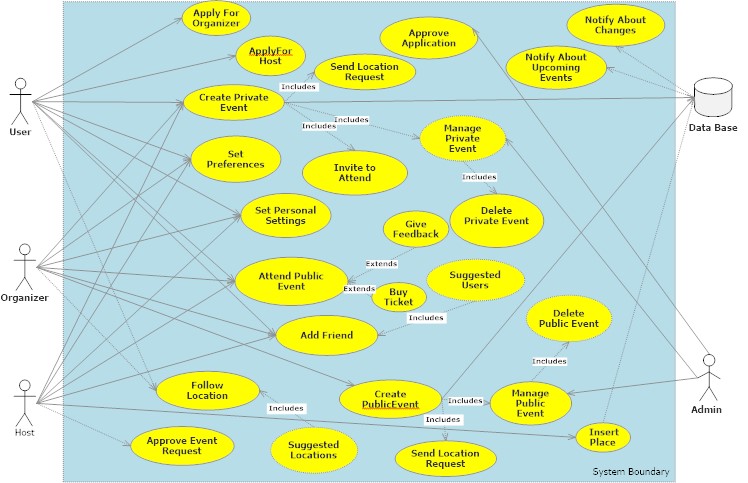 Apply For
Organizer
ApplyFor
Host
Approve
Application
Notify About
Changes
Send Location
Request
Notify About
Upcoming
Events
Includes
Create Private
Event
User
Data Base
Includes
Includes
Manage
Private
Event
Set
Preferences
Invite to
Attend
Includes
Set Personal
Settings
Delete
Private Event
Give
Feedback
Extends
Organizer
Attend Public
Event
Suggested
Users
Extends
Buy
Ticket
Includes
Delete
Public Event
Add Friend
Includes
Follow
Location
Create
PublicEvent
Includes
Manage
Public
Event
Admin
Host
Includes
Includes
Approve Event
Request
Suggested
Locations
Send Location
Request
Insert
Place
System Boundary